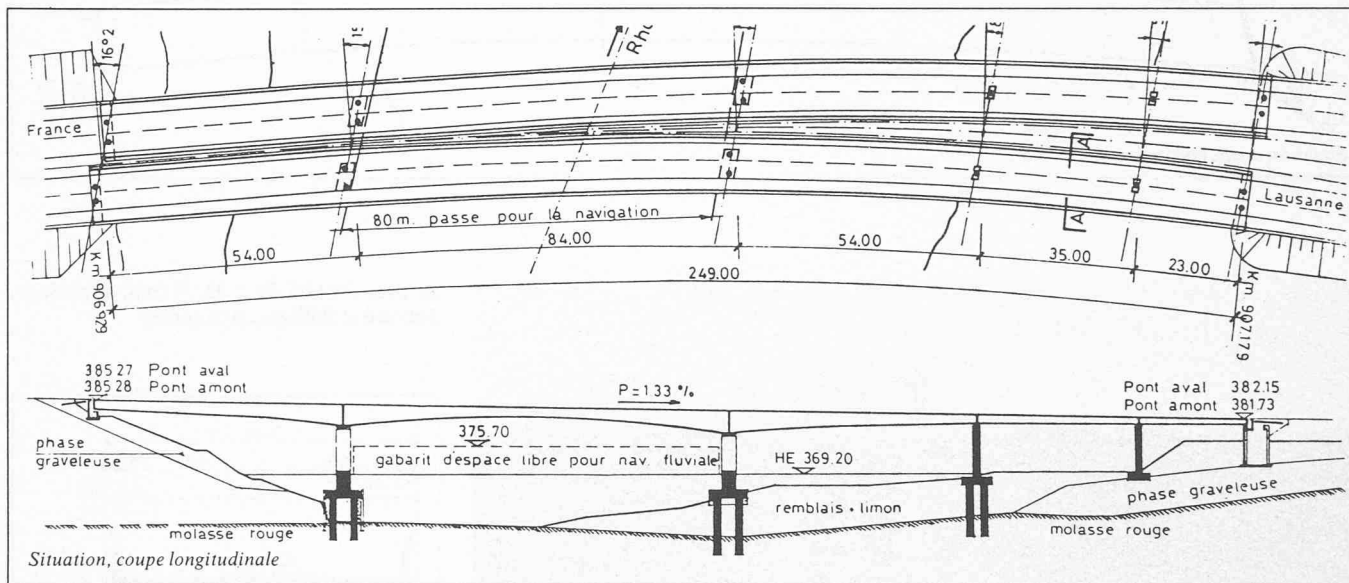 16°2
15
Rho
France
Lausanne
A
A
80 m. passe pour la navigation
54.00
84.00
54.00
35.00
23.00
249.00
Km 906.929
Km 907.179
385.27 Pont aval
385.28 Pont amont
P = 1.33 %
Pont aval 382.15
Pont amont 381.73
phase
graveleuse
375.70
gabarit despace libre pour nav. fluviale
HE 369.20
remblais + limon
phase graveleuse
molasse rouge
molasse rouge
Situation, coupe longitudinale